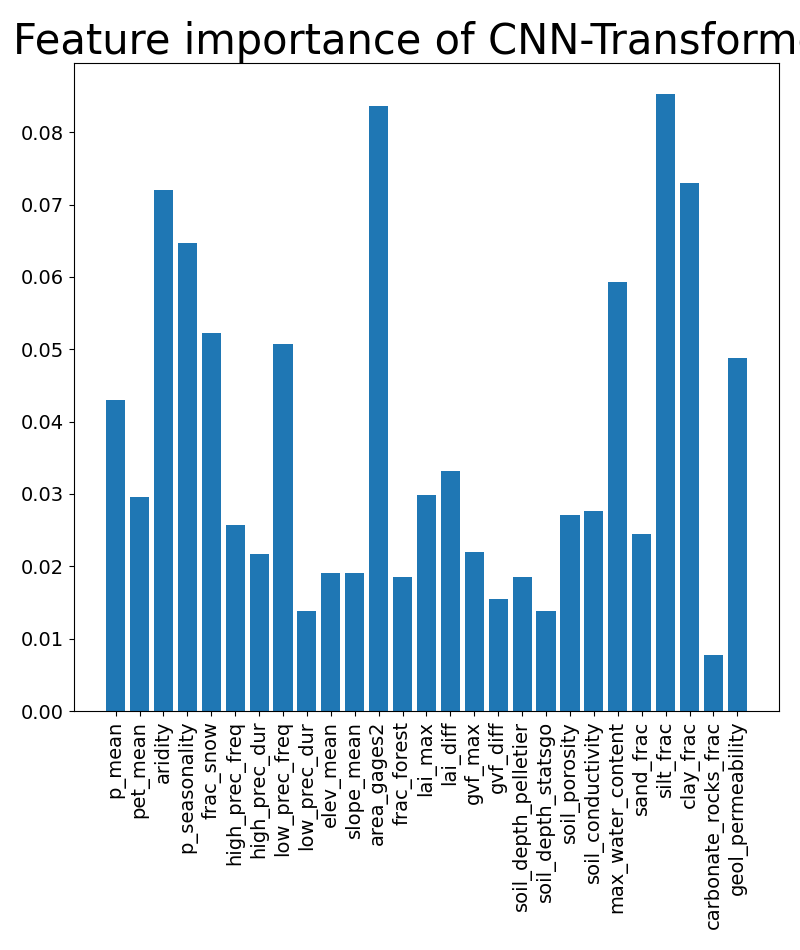 Feature importance of CNN-Transform
0.08
0.07
0.06
0.05
0.04
0.03
0.02
0.01
0.00
p_mean
pet_mean
aridity
p_seasonality
frac_snow
high_prec_freq
high_prec_dur
low_prec_freq
low_prec_dur
elev_mean
slope_mean
area_gages2
frac_forest
lai_max
lai_diff
gvf_max
gvf_diff
soil_depth_pelletier
soil_depth_statsgo
soil_porosity
soil_conductivity
max_water_content
sand_frac
silt_frac
clay_frac
carbonate_rocks_frac
geol_permeability